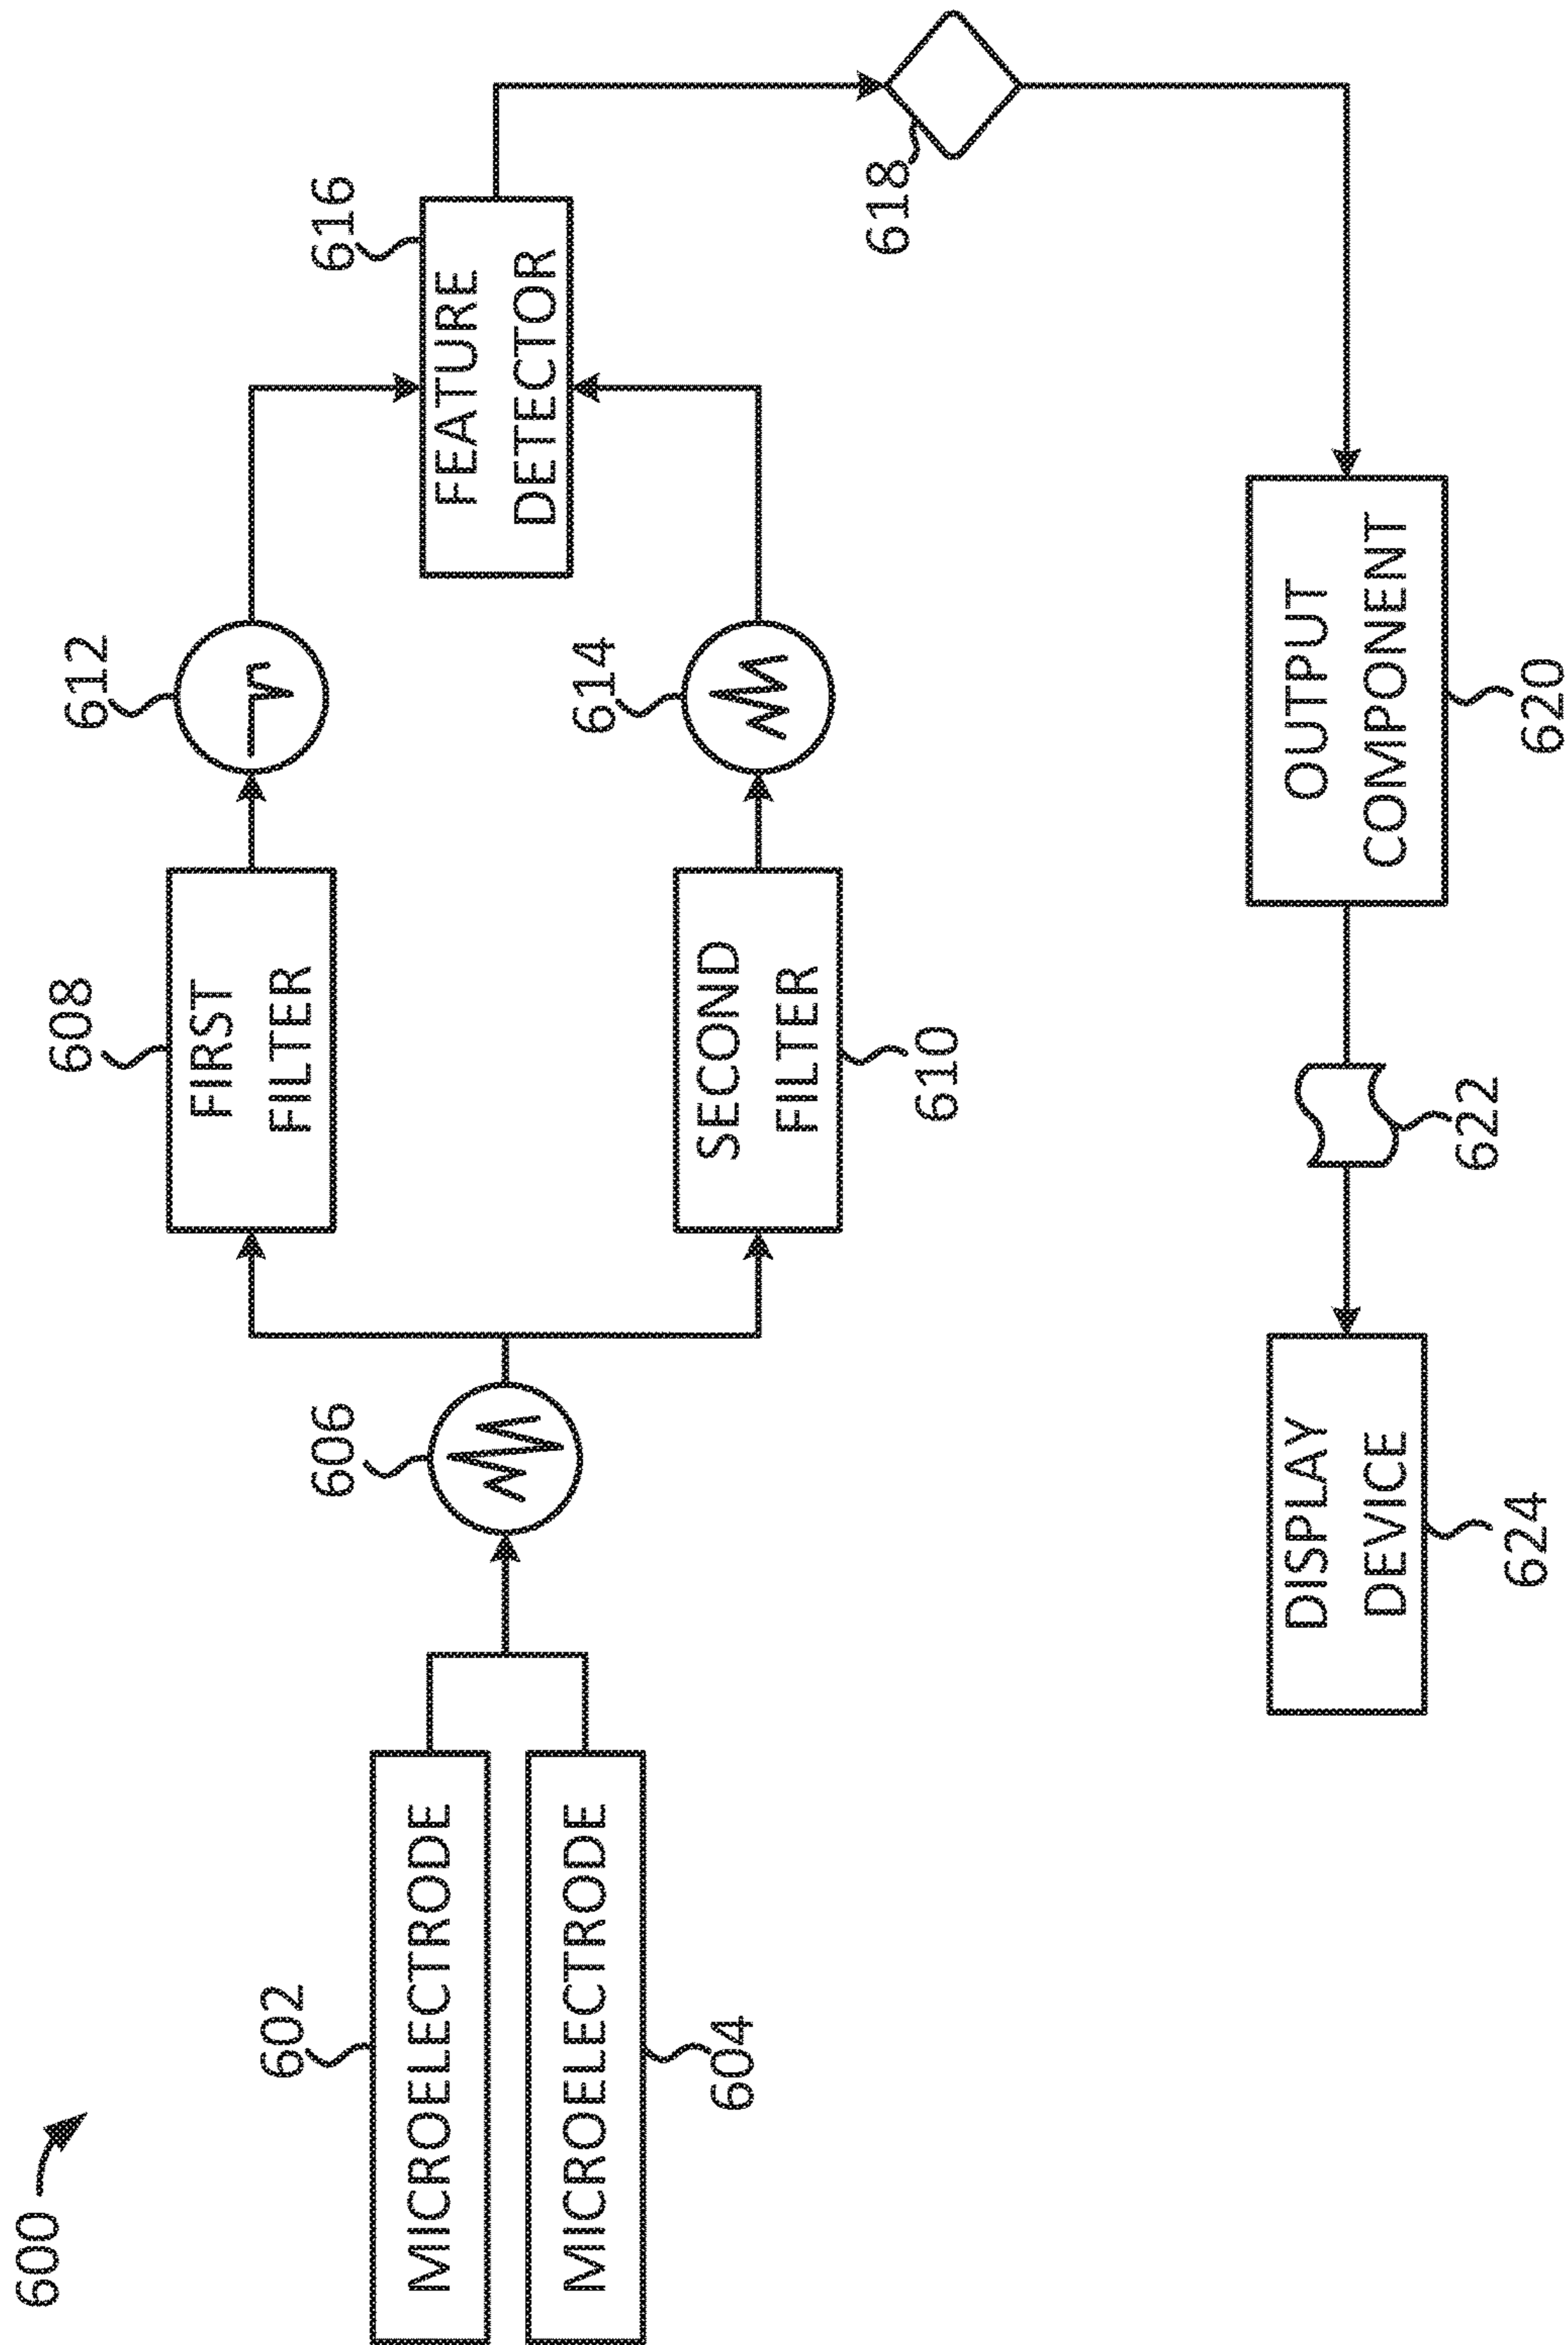 600
602
MICROELECTRODE
MICROELECTRODE
604
606
608
FIRST
FILTER
SECOND
FILTER
610
612
614
616
FEATURE
DETECTOR
618
OUTPUT
COMPONENT
620
622
DISPLAY
DEVICE
624